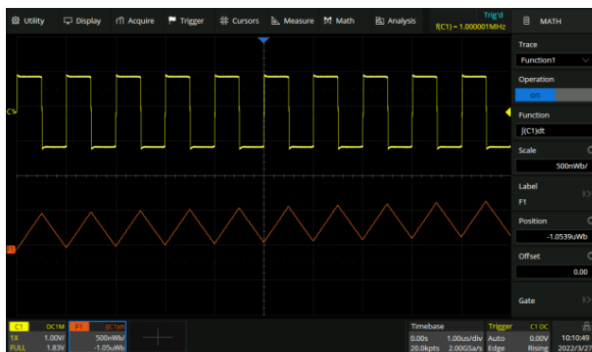 Utility Display Acquire Trigger Cursors Measure Math Analysis
Trig'd
f(C1) = 1.000001MHz
MATH
Trace
Function1
Operation
on
Function
∫(C1)dt
Scale
500nWb/
Label
F1
Position
-1.0539uWb
Offset
0.00
Gate
C1
C1 DC1M
1X 1.00V/
FULL 1.83V
F1
500nWb/
-1.05uWb
Timebase
0.00s 1.00us/div
20.0kpts 2.00GSa/s
Trigger C1 DC
Auto 0.00V
Edge Rising
10:10:49
2022/3/27